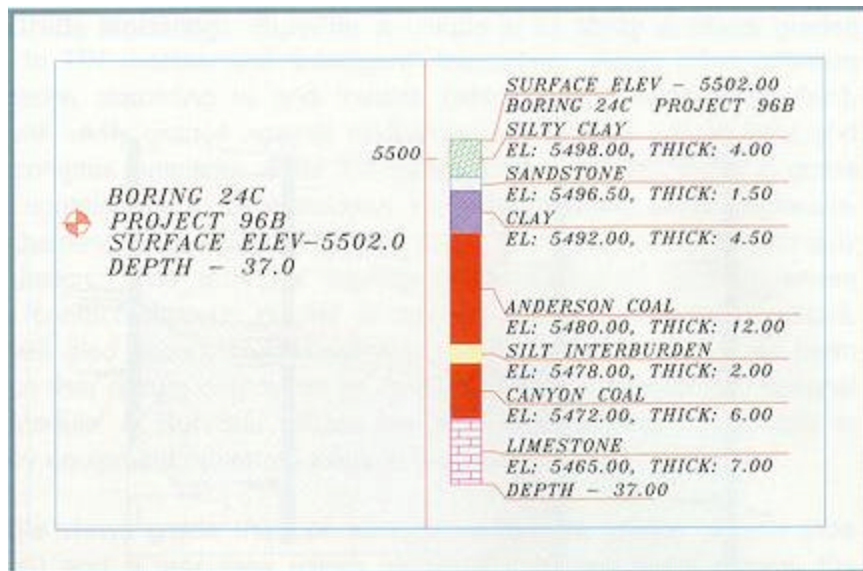 BORING 24C
PROJECT 96B
SURFACE ELEV-5502.0
DEPTH - 37.0
5500
SURFACE ELEV - 5502.00
BORING 24C PROJECT 96B
SILTY CLAY
EL: 5498.00, THICK: 4.00
SANDSTONE
EL: 5496.50, THICK: 1.50
CLAY
EL: 5492.00, THICK: 4.50
ANDERSON COAL
EL: 5480.00, THICK: 12.00
SILT INTERBURDEN
EL: 5478.00, THICK: 2.00
CANYON COAL
EL: 5472.00, THICK: 6.00
LIMESTONE
EL: 5465.00, THICK: 7.00
DEPTH - 37.00